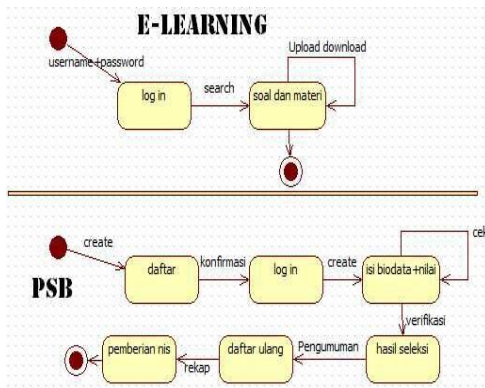 E-LEARNING
Upload download
username+password
search
log in
soal dan materi
create
konfirmasi
create
cek
daftar
log in
isi biodata+nilai
PSB
verifikasi
pemberian nis
rekap
daftar ulang
Pengumuman
hasil seleksi